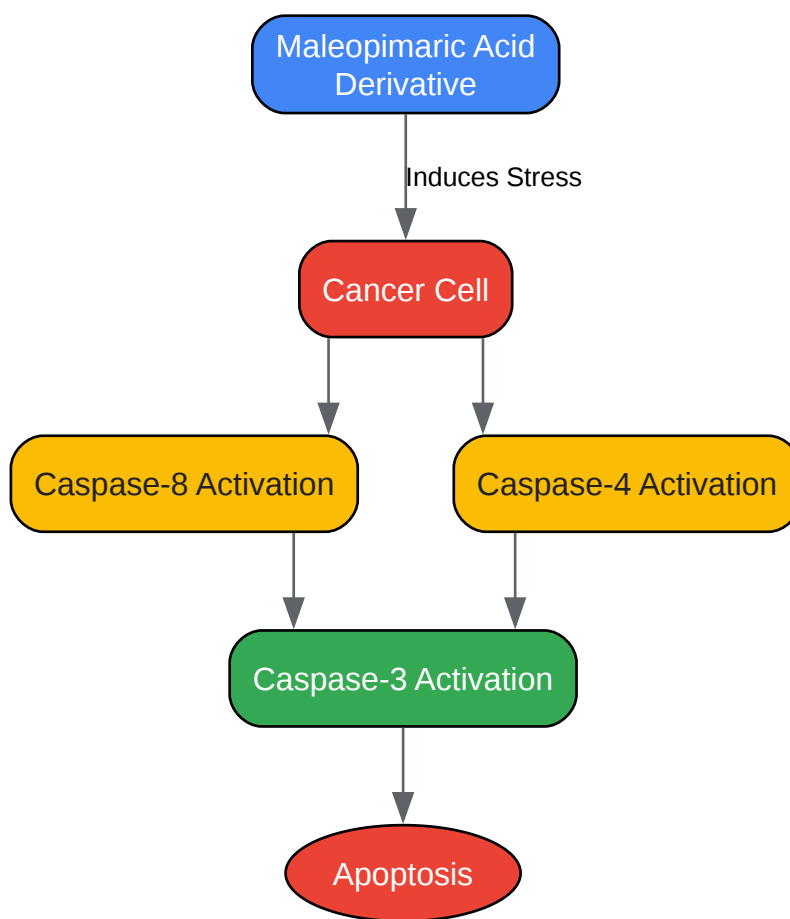 Maleopimaric Acid
Derivative
Induces Stress
Cancer Cell
Caspase-8 Activation
Caspase-4 Activation
Caspase-3 Activation
Apoptosis